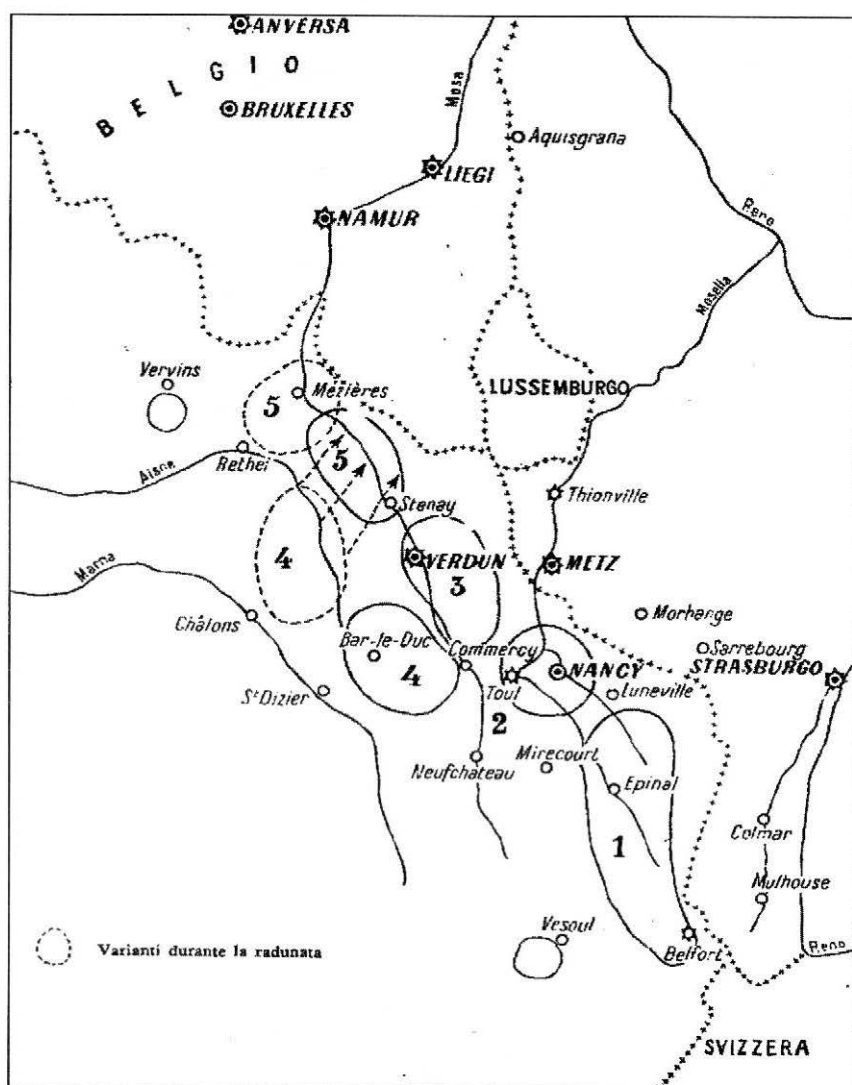 ANVERSA
BELGIO
BRUXELLES
Mosa
Aquisgrana
LIEGI
NAMUR
Reno
Mosella
Vervins
5
Mézières
LUSSEMBURGO
5
Aisne
Rethel
Stenay
Thionville
4
VERDUN
METZ
Marna
3
Châlons
Morhange
Bar-le-Duc
Commercy
Sarrebourg
4
NANCY
STRASBURGO
Toul
Luneville
St Dizier
2
Neufchateau
Mirecourt
Epinal
1
Colmar
Mulhouse
Vesoul
Varianti durante la radunata
Belfort
Reno
SVIZZERA